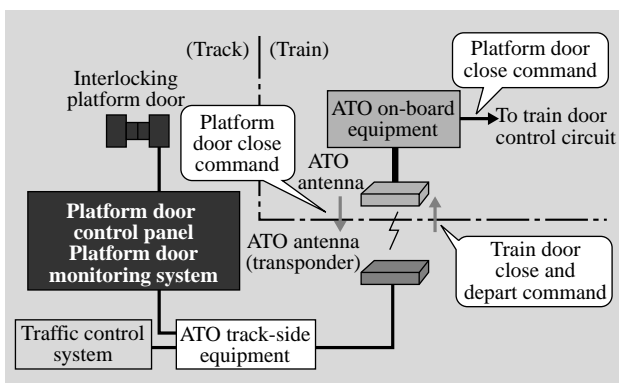 (Track)
(Train)
Interlocking
platform door
Platform door
close command
Platform
door close
command
ATO on-board
equipment
To train door
control circuit
ATO
antenna
Platform door
control panel
Platform door
monitoring system
ATO antenna
(transponder)
Train door
close and
depart command
Traffic control
system
ATO track-side
equipment